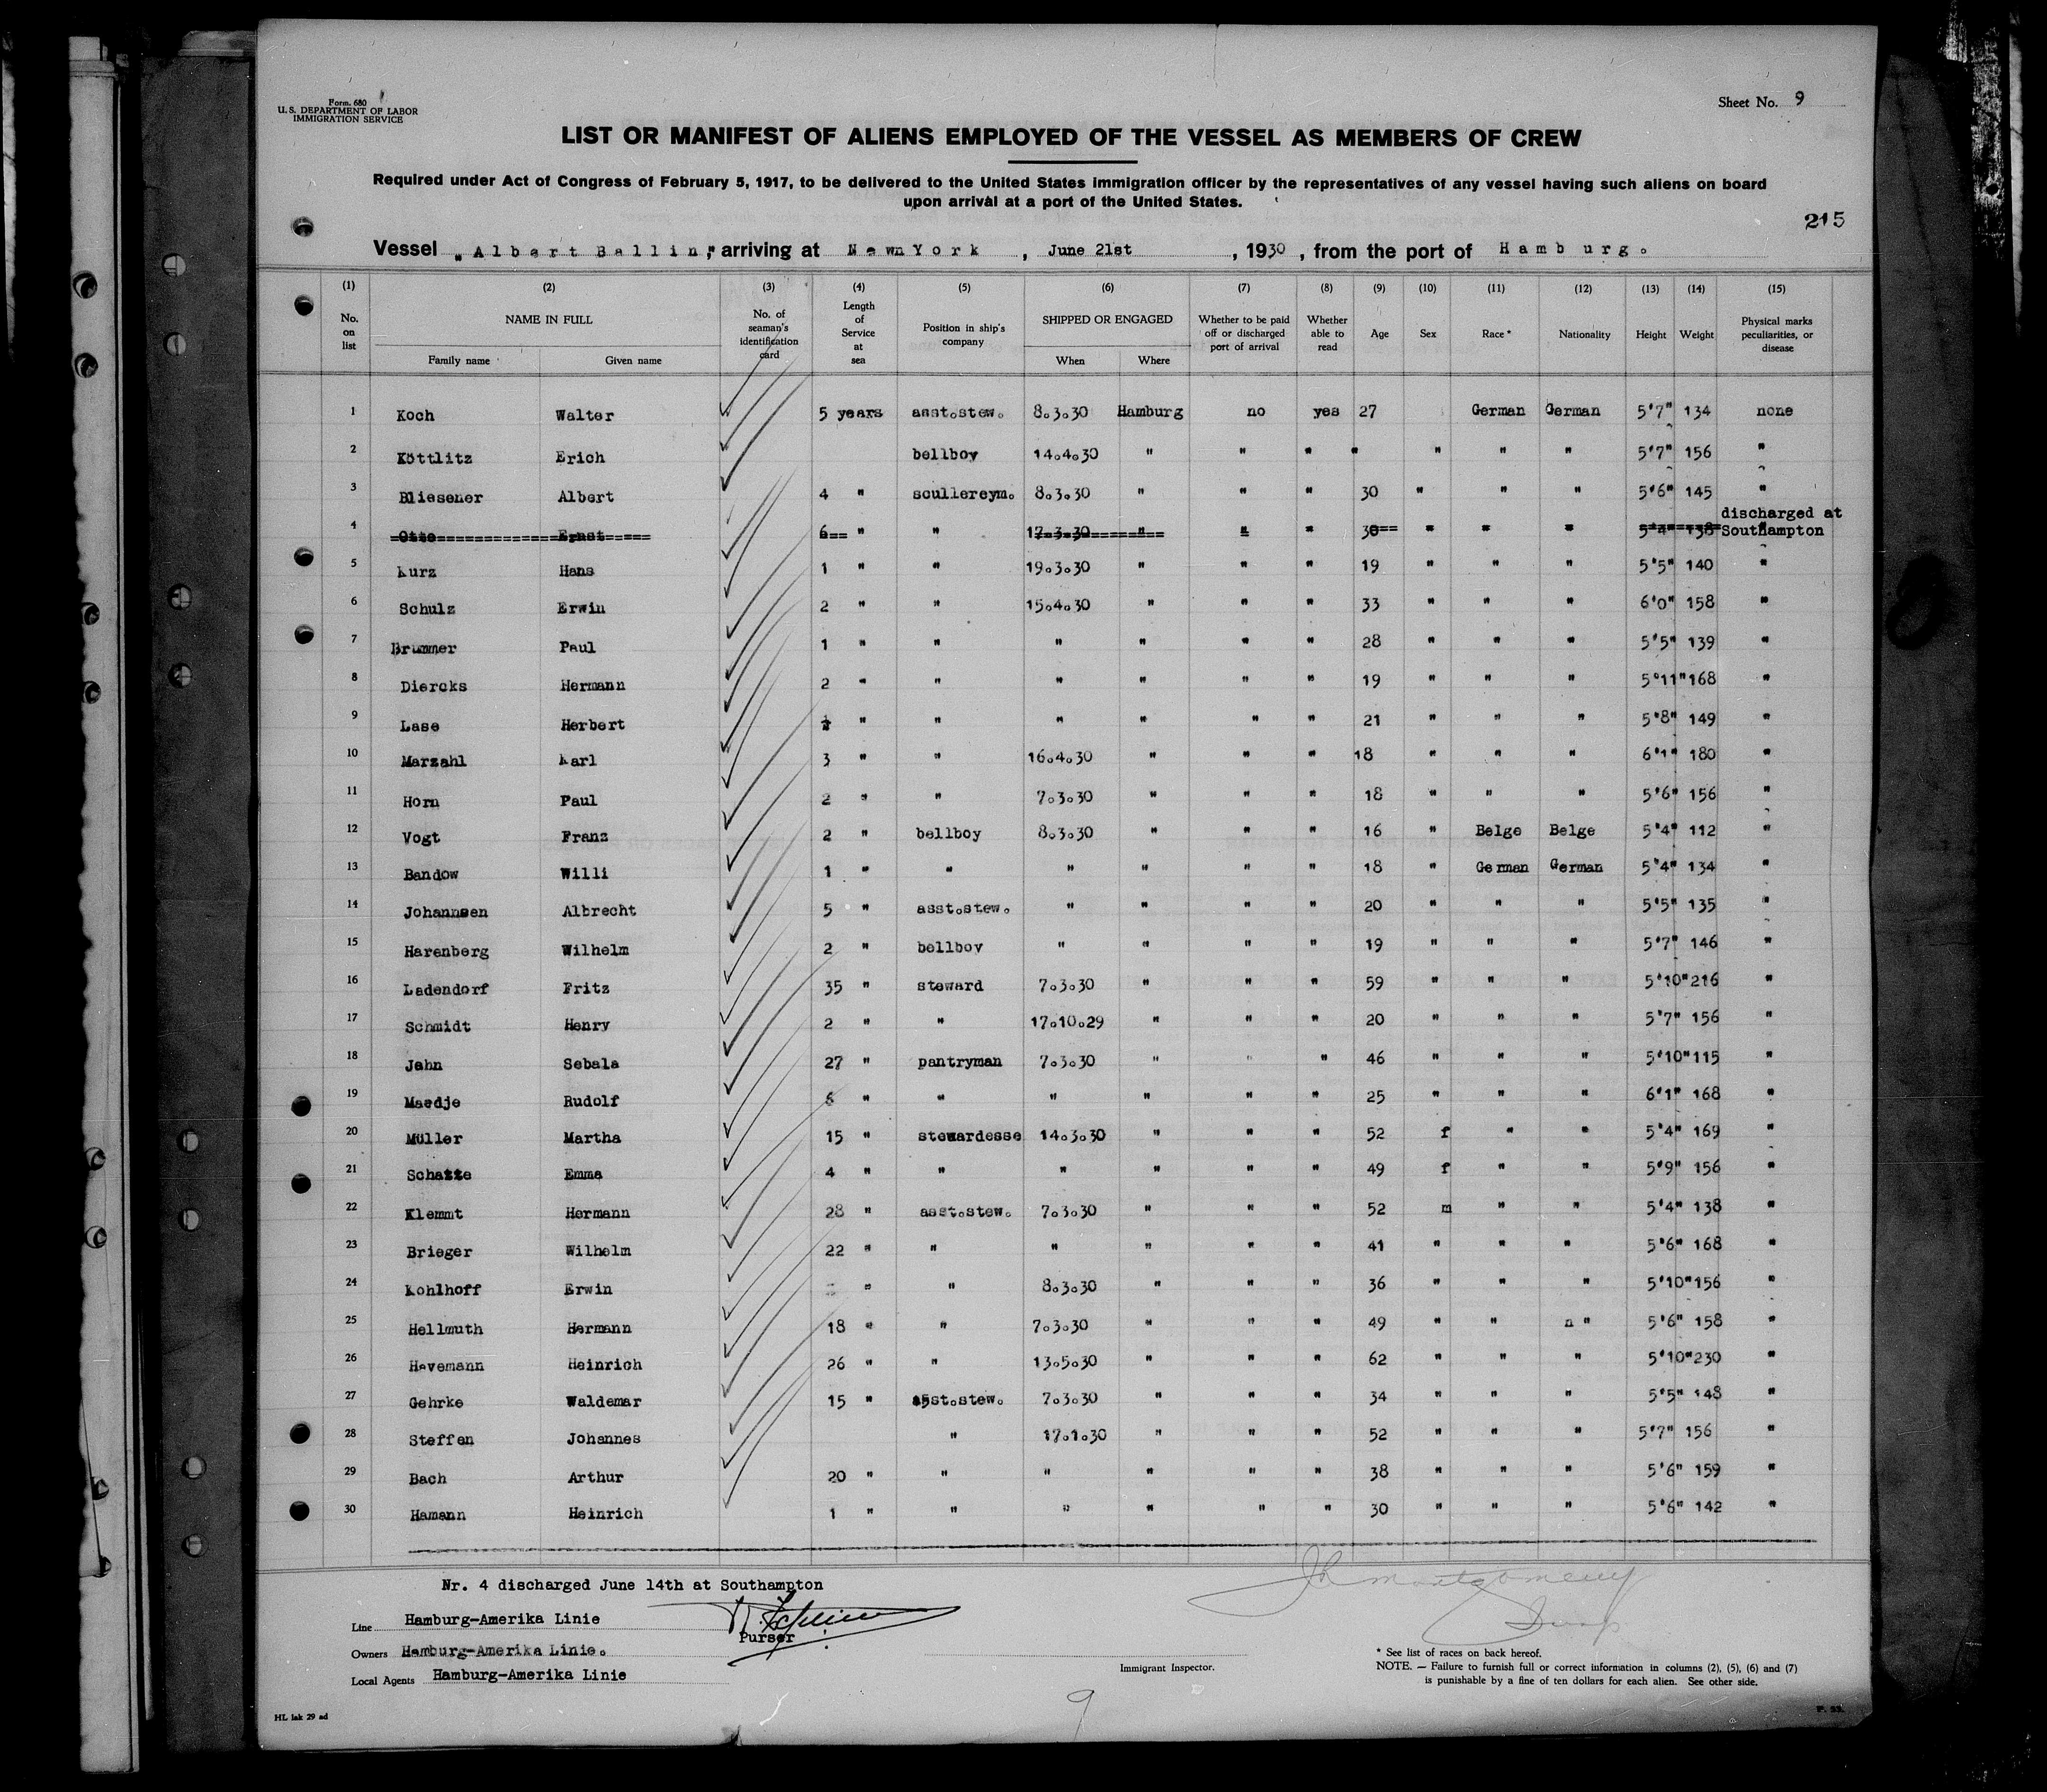 Form. 680
U. S. DEPARTMENT OF LABOR
IMMIGRATION SERVICE
Sheet No. 9
LIST OR MANIFEST OF ALIENS EMPLOYED OF THE VESSEL AS MEMBERS OF CREW
Required under Act of Congress of February 5, 1917, to be delivered to the United States immigration officer by the representatives of any vessel having such aliens on board
upon arrival at a port of the United States.
215
Vessel „Albert Ballin", arriving at New York, June 21st, 1930, from the port of Hamburg.
(1) (2) (3) (4) (5) (6) (7) (8) (9) (10) (11) (12) (13) (14) (15)
No. on list NAME IN FULL Family name Given name No. of seaman's identification card Length of Service at sea Position in ship's company SHIPPED OR ENGAGED When Where Whether to be paid off or discharged port of arrival Whether able to read Age Sex Race * Nationality Height Weight Physical marks peculiarities, or disease
1 Koch Walter 5 years asst.stew. 8.3.30 Hamburg no yes 27 German German 5'7" 134 none
2 Köttlitz Erich bellboy 14.4.30 " " " " " " " 5'7" 156 "
3 Bliesener Albert 4 " scullereym. 8.3.30 " " " 30 " " " 5'6" 145 "
4 Otto Ernst 6 " " 17.3.30 " " " 30 " " " 5'4" 138 discharged at Southampton
5 Kurz Hans 1 " " 19.3.30 " " " 19 " " " 5'5" 140 "
6 Schulz Erwin 2 " " 15.4.30 " " " 33 " " " 6'0" 158 "
7 Brummer Paul 1 " " " " " " 28 " " " 5'5" 139 "
8 Diercks Hermann 2 " " " " " " 19 " " " 5'11" 168 "
9 Lase Herbert " " " " " " 21 " " " 5'8" 149 "
10 Marzahl Karl 3 " " 16.4.30 " " " 18 " " " 6'1" 180 "
11 Horn Paul 2 " " 7.3.30 " " " 18 " " " 5'6" 156 "
12 Vogt Franz 2 " bellboy 8.3.30 " " " 16 " Belge Belge 5'4" 112 "
13 Bandow Willi 1 " " " " " " 18 " German German 5'4" 134 "
14 Johannsen Albrecht 5 " asst.stew. " " " " 20 " " " 5'5" 135 "
15 Harenberg Wilhelm 2 " bellboy " " " " 19 " " " 5'7" 146 "
16 Ladendorf Fritz 35 " steward 7.3.30 " " " 59 " " " 5'10" 216 "
17 Schmidt Henry 2 " " 17.10.29 " " " 20 " " " 5'7" 156 "
18 Jahn Sebala 27 " pantryman 7.3.30 " " " 46 " " " 5'10" 115 "
19 Maedje Rudolf " " " " " " 25 " " " 6'1" 168 "
20 Müller Martha 15 " stewardesse 14.3.30 " " " 52 f " " 5'4" 169 "
21 Schatte Emma 4 " " " " " " 49 f " " 5'9" 156 "
22 Klemmt Hermann 28 " asst.stew. 7.3.30 " " " 52 m " " 5'4" 138 "
23 Brieger Wilhelm 22 " " " " " " 41 " " " 5'6" 168 "
24 Kohlhoff Erwin " " 8.3.30 " " " 36 " " " 5'10" 156 "
25 Hellmuth Hermann 18 " " 7.3.30 " " " 49 " " n " 5'6" 158 "
26 Havemann Heinrich 26 " " 13.5.30 " " " 62 " " " 5'10" 230 "
27 Gehrke Waldemar 15 " asst.stew. 7.3.30 " " " 34 " " " 5'5" 148 "
28 Steffen Johannes " 17.1.30 " " " 52 " " " 5'7" 156 "
29 Bach Arthur 20 " " " " " " 38 " " " 5'6" 159 "
30 Hamann Heinrich 1 " " " " " " 30 " " " 5'6" 142 "
Nr. 4 discharged June 14th at Southampton
Line Hamburg-Amerika Linie
Purser
Owners Hamburg-Amerika Linie.
Local Agents Hamburg-Amerika Linie
Immigrant Inspector.
* See list of races on back hereof.
NOTE. — Failure to furnish full or correct information in columns (2), (5), (6) and (7)
is punishable by a fine of ten dollars for each alien. See other side.
9
HL lak 29 ad
P. 53.